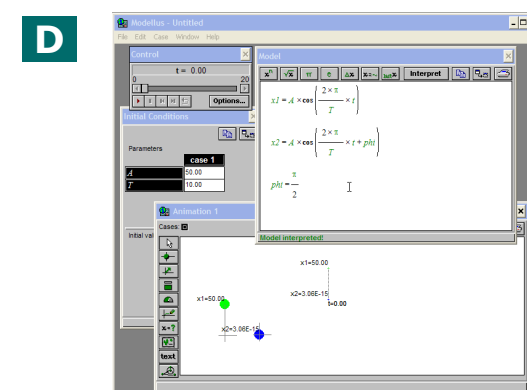 D
Modellus - Untitled
File Edit Case Window Help
Control
t = 0.00
0 20
Options...
Initial Conditions
Parameters
case 1
A 50.00
T 10.00
Initial val
Model
xⁿ √x π e Δx Interpret
x1 = A × cos ( 2 × π / T × t )
x2 = A × cos ( 2 × π / T × t + phi )
phi = π / 2
Model interpreted!
Animation 1
Cases:
x=?
text
x1=50.00
x2=3.06E-15
t=0.00
x1=50.00
x2=3.06E-15